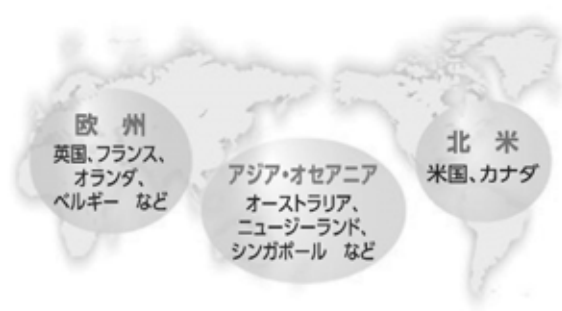 欧 州
英国、フランス、
オランダ、
ベルギー など
アジア・オセアニア
オーストラリア、
ニュージーランド、
シンガポール など
北 米
米国、カナダ